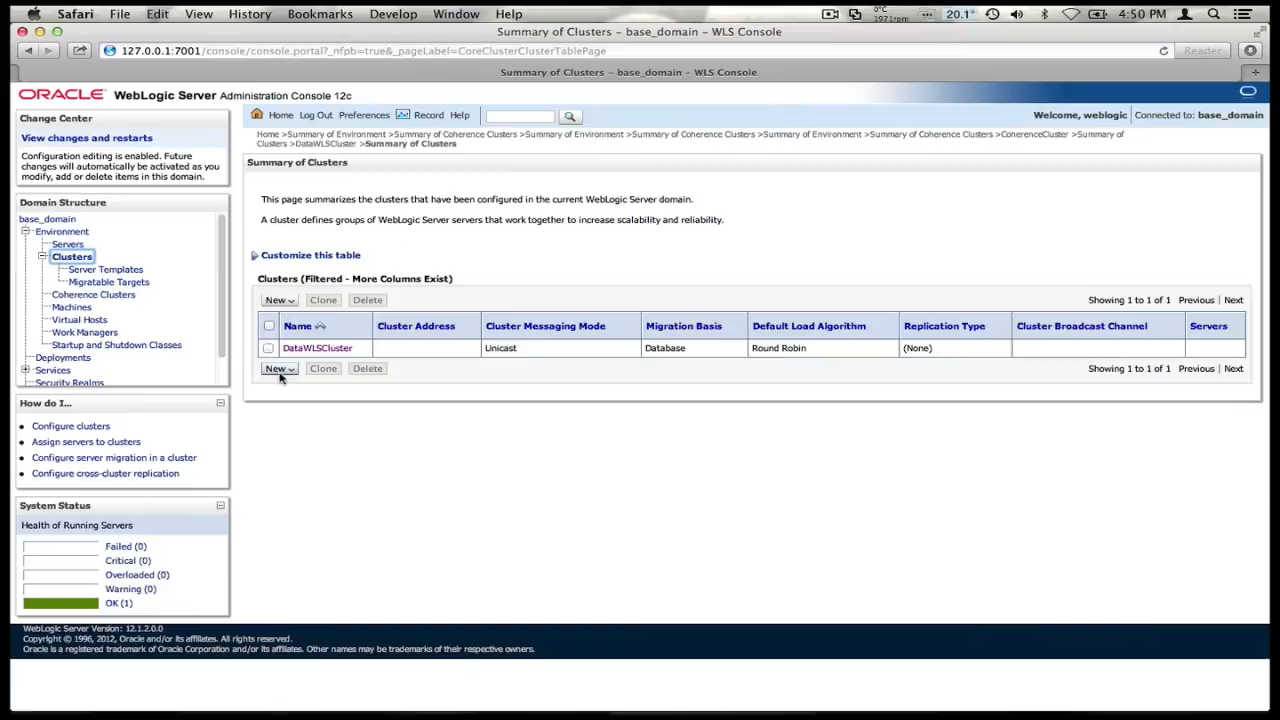 Safari File Edit View History Bookmarks Develop Window Help 0°C 1971rpm 20.1° 4:50 PM
Summary of Clusters – base_domain – WLS Console
127.0.0.1:7001/console/console.portal?_nfpb=true&_pageLabel=CoreClusterClusterTablePage Reader
Summary of Clusters – base_domain – WLS Console
ORACLE WebLogic Server Administration Console 12c
Change Center
View changes and restarts
Configuration editing is enabled. Future
changes will automatically be activated as you
modify, add or delete items in this domain.
Domain Structure
base_domain
Environment
Servers
Clusters
Server Templates
Migratable Targets
Coherence Clusters
Machines
Virtual Hosts
Work Managers
Startup and Shutdown Classes
Deployments
Services
Security Realms
How do I...
Configure clusters
Assign servers to clusters
Configure server migration in a cluster
Configure cross-cluster replication
System Status
Health of Running Servers
Failed (0)
Critical (0)
Overloaded (0)
Warning (0)
OK (1)
Home Log Out Preferences Record Help
Welcome, weblogic Connected to: base_domain
Home >Summary of Environment >Summary of Coherence Clusters >Summary of Environment >Summary of Coherence Clusters >Summary of Environment >Summary of Coherence Clusters >CoherenceCluster >Summary of
Clusters >DataWLSCluster >Summary of Clusters
Summary of Clusters
This page summarizes the clusters that have been configured in the current WebLogic Server domain.
A cluster defines groups of WebLogic Server servers that work together to increase scalability and reliability.
Customize this table
Clusters (Filtered - More Columns Exist)
New Clone Delete Showing 1 to 1 of 1 Previous | Next
Name Cluster Address Cluster Messaging Mode Migration Basis Default Load Algorithm Replication Type Cluster Broadcast Channel Servers
DataWLSCluster Unicast Database Round Robin (None)
New Clone Delete Showing 1 to 1 of 1 Previous | Next
WebLogic Server Version: 12.1.2.0.0
Copyright © 1996, 2012, Oracle and/or its affiliates. All rights reserved.
Oracle is a registered trademark of Oracle Corporation and/or its affiliates. Other names may be trademarks of their respective owners.